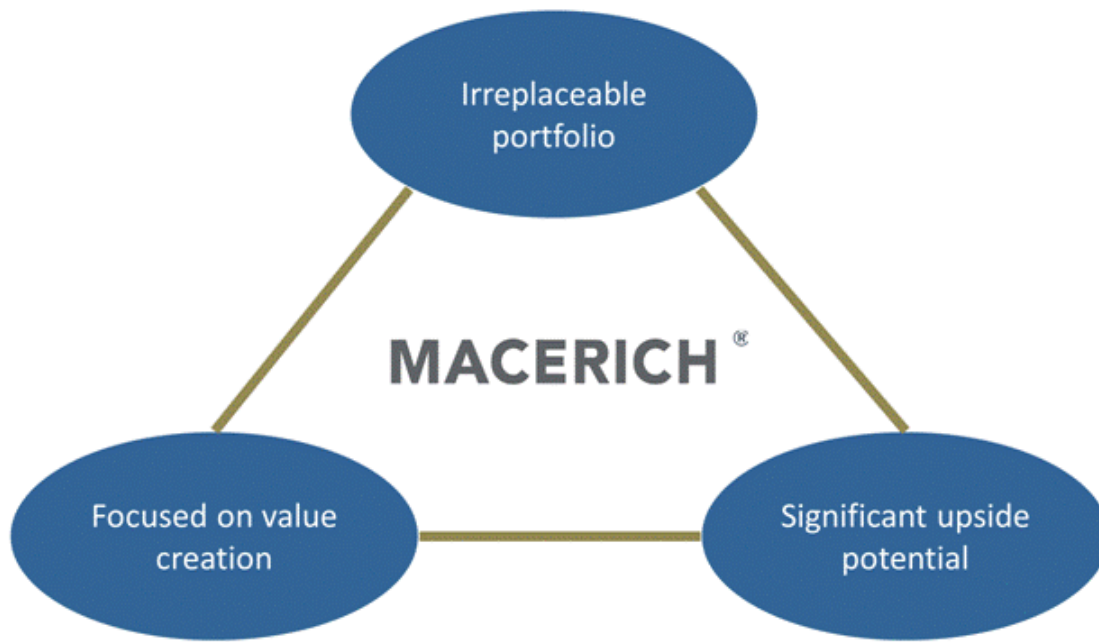 Irreplaceable
portfolio
MACERICH ®
Focused on value
creation
Significant upside
potential